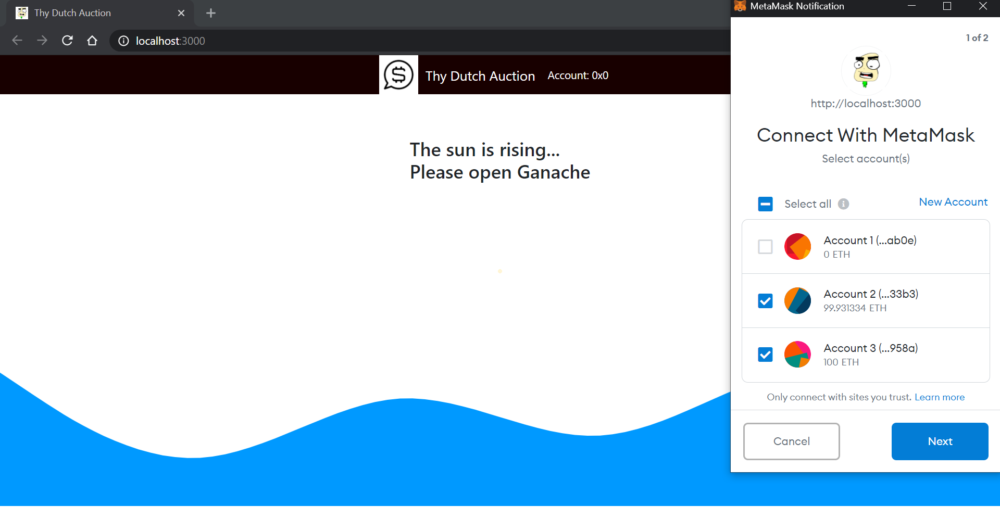 Thy Dutch Auction
localhost:3000
Thy Dutch Auction
Account: 0x0
The sun is rising...
Please open Ganache
MetaMask Notification
1 of 2
http://localhost:3000
Connect With MetaMask
Select account(s)
Select all
New Account
Account 1 (...ab0e)
0 ETH
Account 2 (...33b3)
99.931334 ETH
Account 3 (...958a)
100 ETH
Only connect with sites you trust. Learn more
Cancel
Next